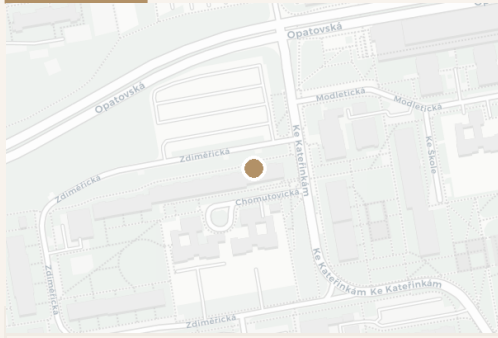 Opatovská
Opatovská
Modletická
Modletická
Ke Kateřinkám
Ke Škole
Zdiměřická
Zdiměřická
Chomutovická
Zdiměřická
Ke Kateřinkám
Ke Kateřinkám
Zdiměřická